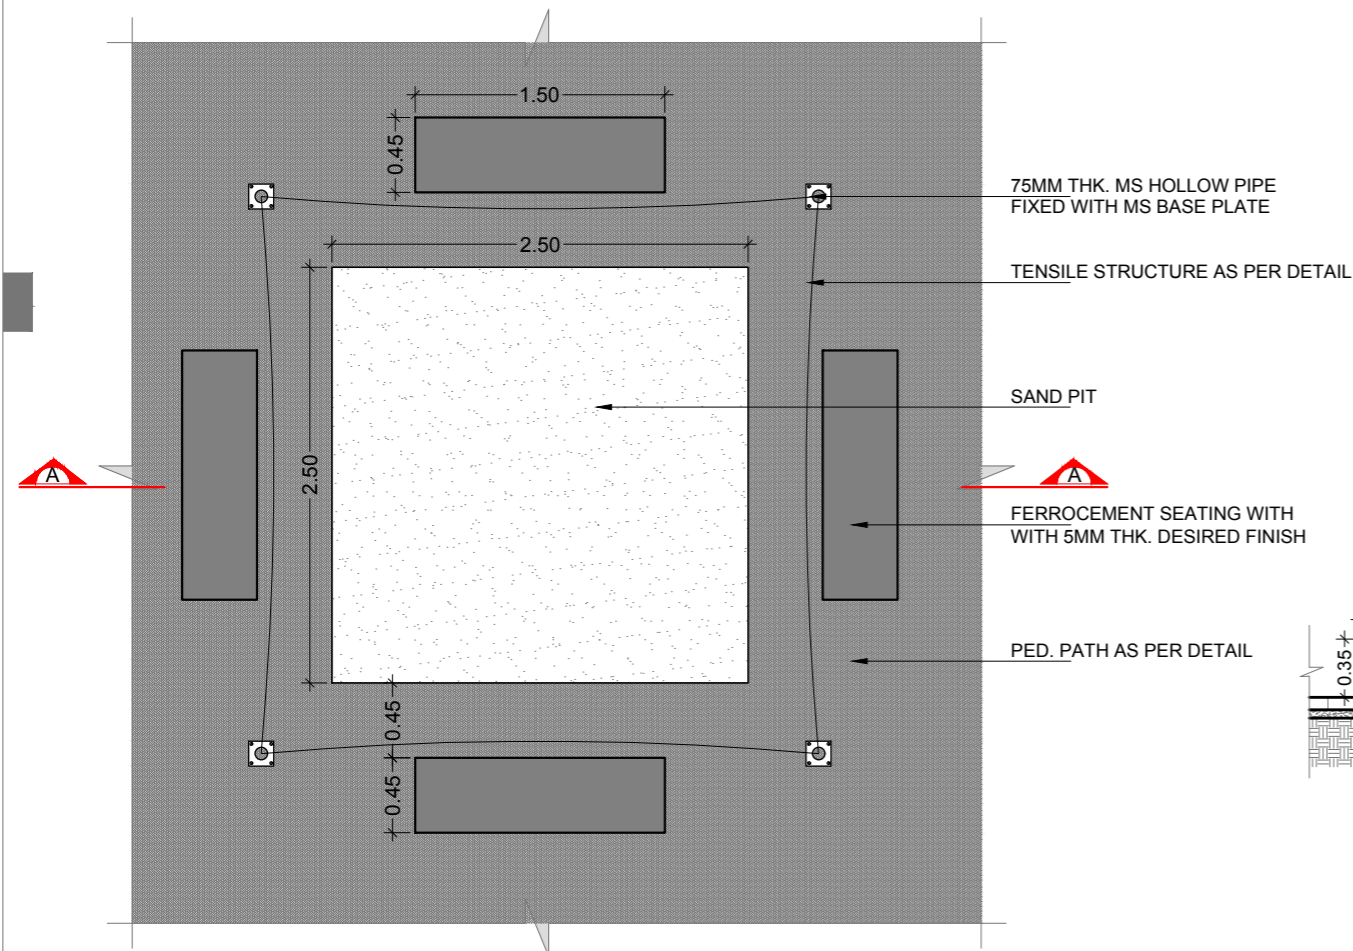 1.50
0.45
75MM THK. MS HOLLOW PIPE
FIXED WITH MS BASE PLATE
2.50
TENSILE STRUCTURE AS PER DETAIL
SAND PIT
2.50
A
A
FERROCEMENT SEATING WITH
WITH 5MM THK. DESIRED FINISH
PED. PATH AS PER DETAIL
0.35
0.45
0.45